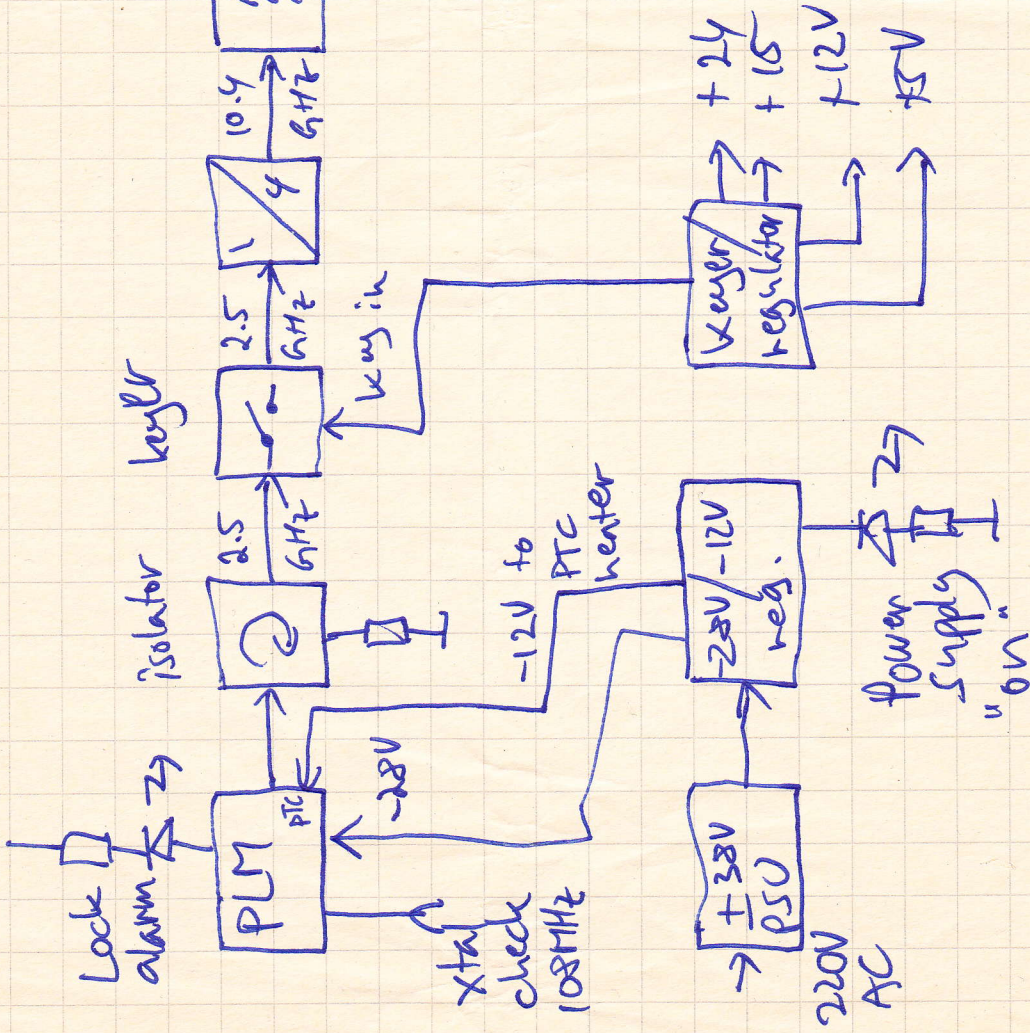 Lock
alarm
PLM
PTC
Xtal
check
108MHz
isolator
2.5
GHz
keyer
2.5
GHz
key in
1
4
10.4
GHz
-28V
-12V to
PTC
heater
220V
AC
±38V
PSU
-28V/-12V
reg.
Power
Supply
"on"
Keyer/
regulator
+24
+15
+12V
+5V